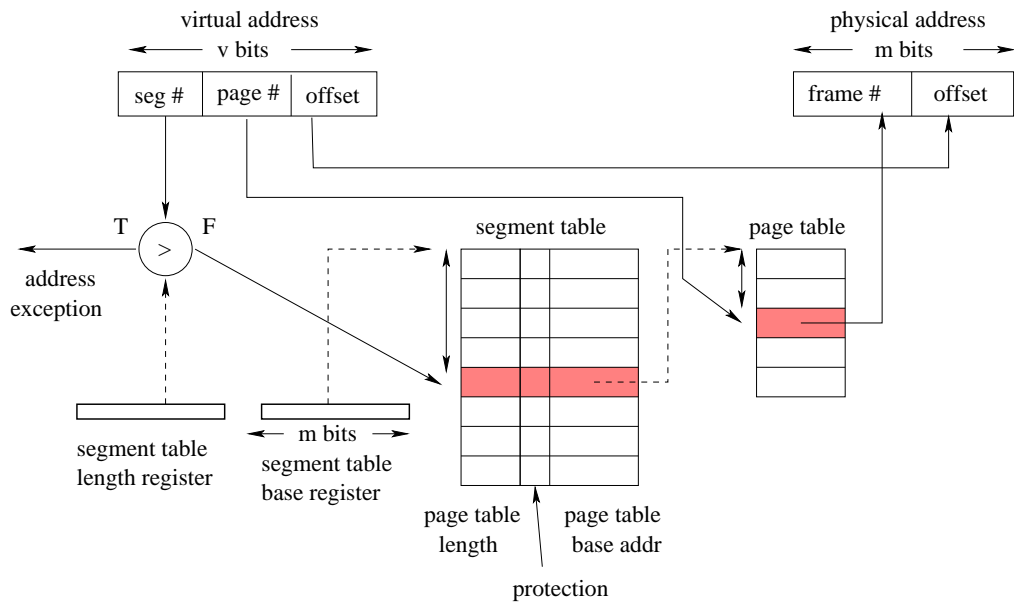 virtual address
v bits
seg #
page #
offset
physical address
m bits
frame #
offset
T
F
>
address
exception
segment table
page table
m bits
segment table
length register
segment table
base register
page table
length
page table
base addr
protection